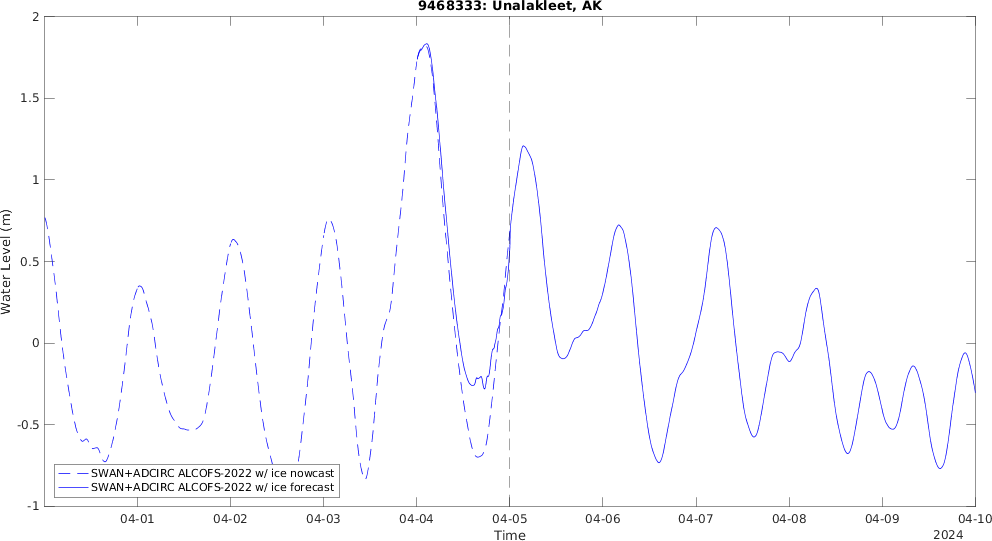 9468333: Unalakleet, AK
2
1.5
1
0.5
0
-0.5
-1
Water Level (m)
SWAN+ADCIRC ALCOFS-2022 w/ ice nowcast
SWAN+ADCIRC ALCOFS-2022 w/ ice forecast
04-01 04-02 04-03 04-04 04-05 04-06 04-07 04-08 04-09 04-10
Time
2024